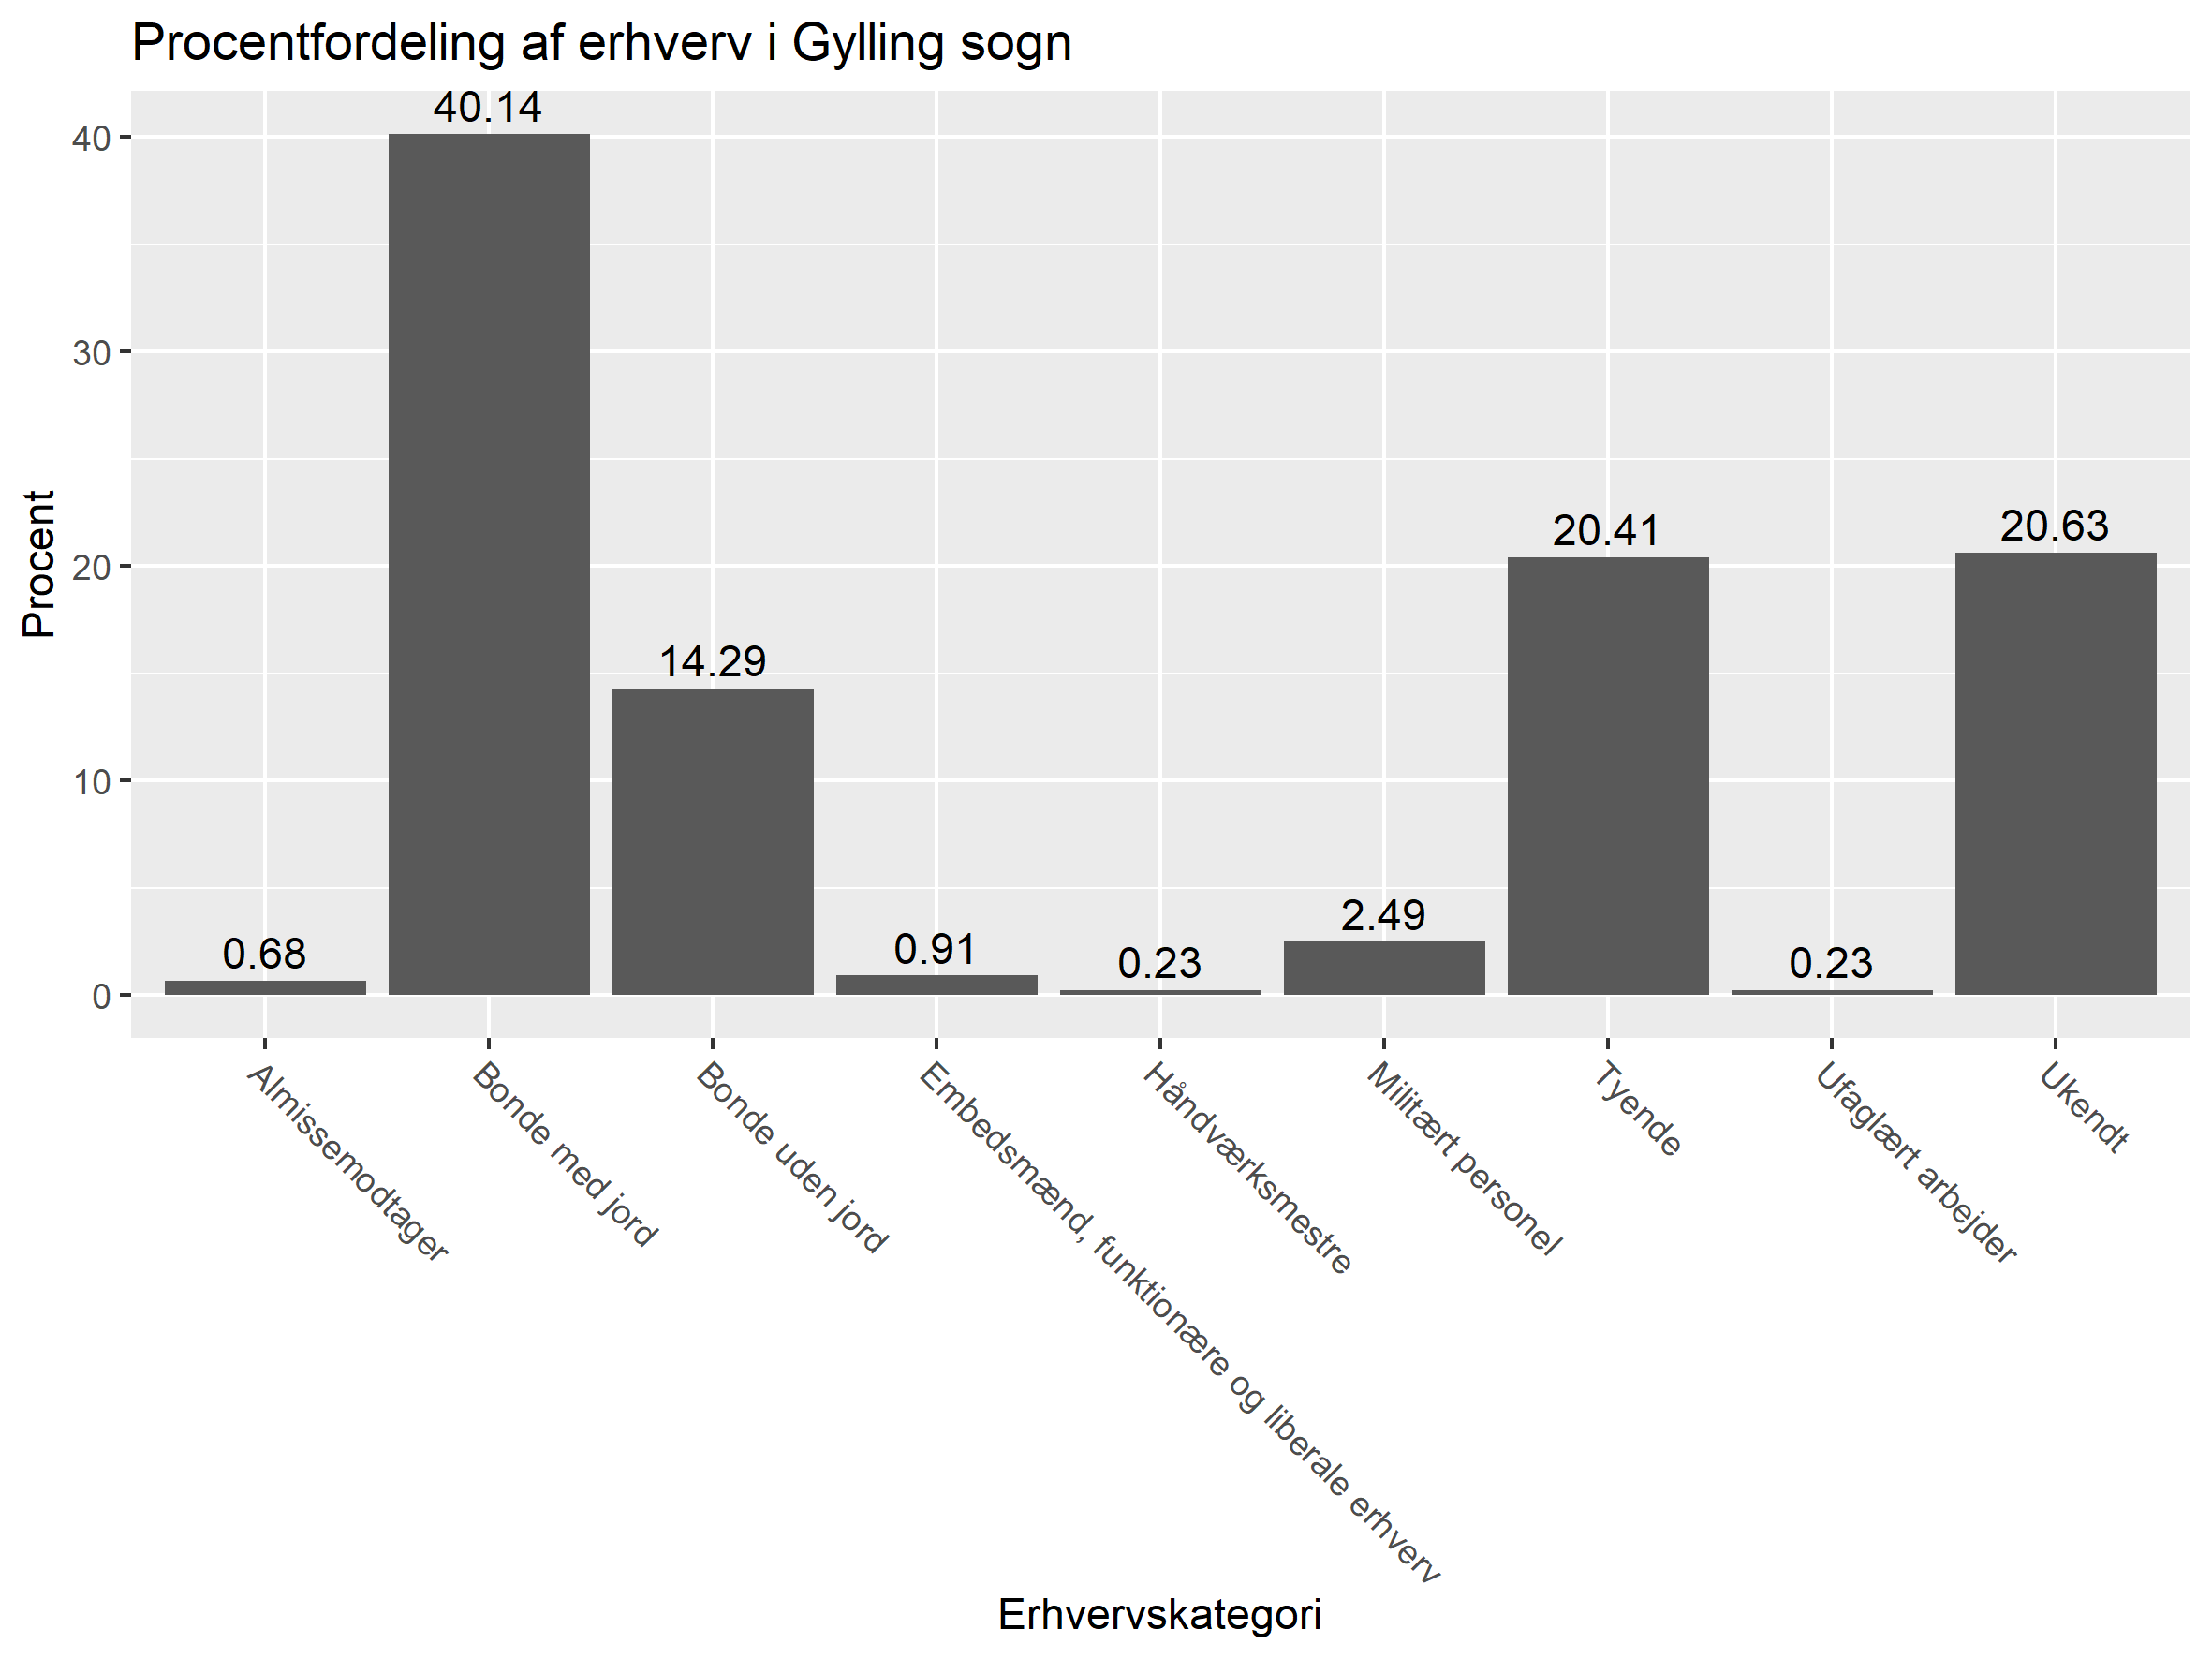 Procentfordeling af erhverv i Gylling sogn
Procent
40
30
20
10
0
0.68
40.14
14.29
0.91
0.23
2.49
20.41
0.23
20.63
Almissemodtager
Bonde med jord
Bonde uden jord
Embedsmænd, funktionære og liberale erhverv
Håndværksmestre
Militært personel
Tyende
Ufaglært arbejder
Ukendt
Erhvervskategori